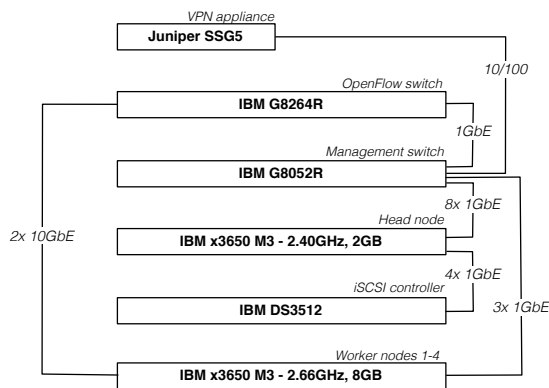 VPN appliance
Juniper SSG5
10/100
OpenFlow switch
IBM G8264R
1GbE
Management switch
IBM G8052R
8x 1GbE
Head node
2x 10GbE
IBM x3650 M3 - 2.40GHz, 2GB
4x 1GbE
iSCSI controller
3x 1GbE
IBM DS3512
Worker nodes 1-4
IBM x3650 M3 - 2.66GHz, 8GB